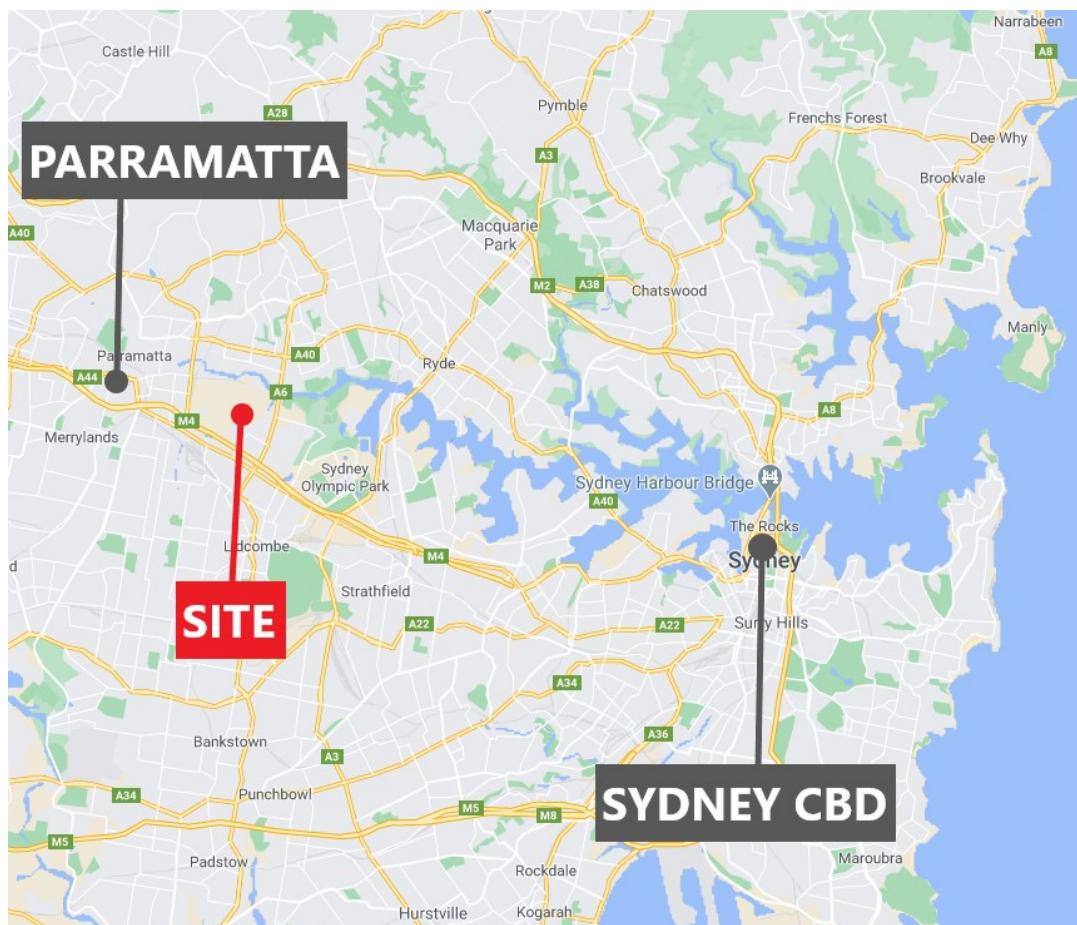 Narrabeen
Castle Hill
A8
Pymble
A28
Frenchs Forest
Dee Why
PARRAMATTA
A3
Brookvale
A40
Macquarie
Park
M2
A38
Chatswood
Manly
Parramatta
A40
Ryde
A44
A6
M4
A8
Merrylands
Sydney
Olympic Park
Sydney Harbour Bridge
A40
The Rocks
Lidcombe
M4
Sydney
d
Strathfield
SITE
A22
A22
Surry Hills
A34
Bankstown
A36
A3
A34
Punchbowl
M5
M8
SYDNEY CBD
M5
Padstow
Rockdale
Maroubra
Hurstville
Kogarah